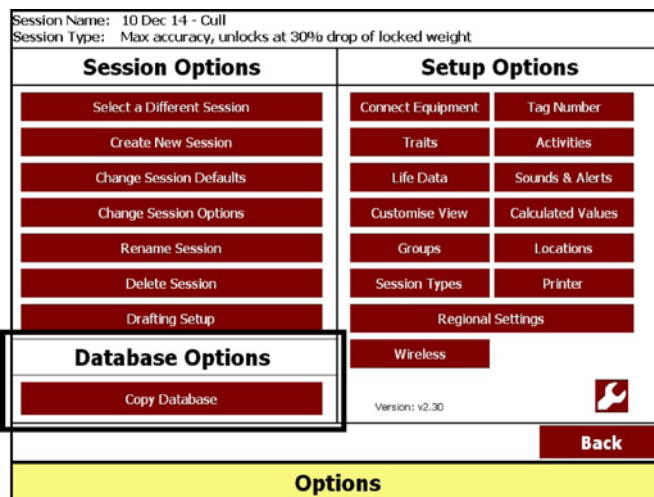 Session Name: 10 Dec 14 - Cull
Session Type: Max accuracy, unlocks at 30% drop of locked weight
Session Options
Select a Different Session
Create New Session
Change Session Defaults
Change Session Options
Rename Session
Delete Session
Drafting Setup
Database Options
Copy Database
Setup Options
Connect Equipment Tag Number
Traits Activities
Life Data Sounds & Alerts
Customise View Calculated Values
Groups Locations
Session Types Printer
Regional Settings
Wireless
Version: v2.30
Back
Options